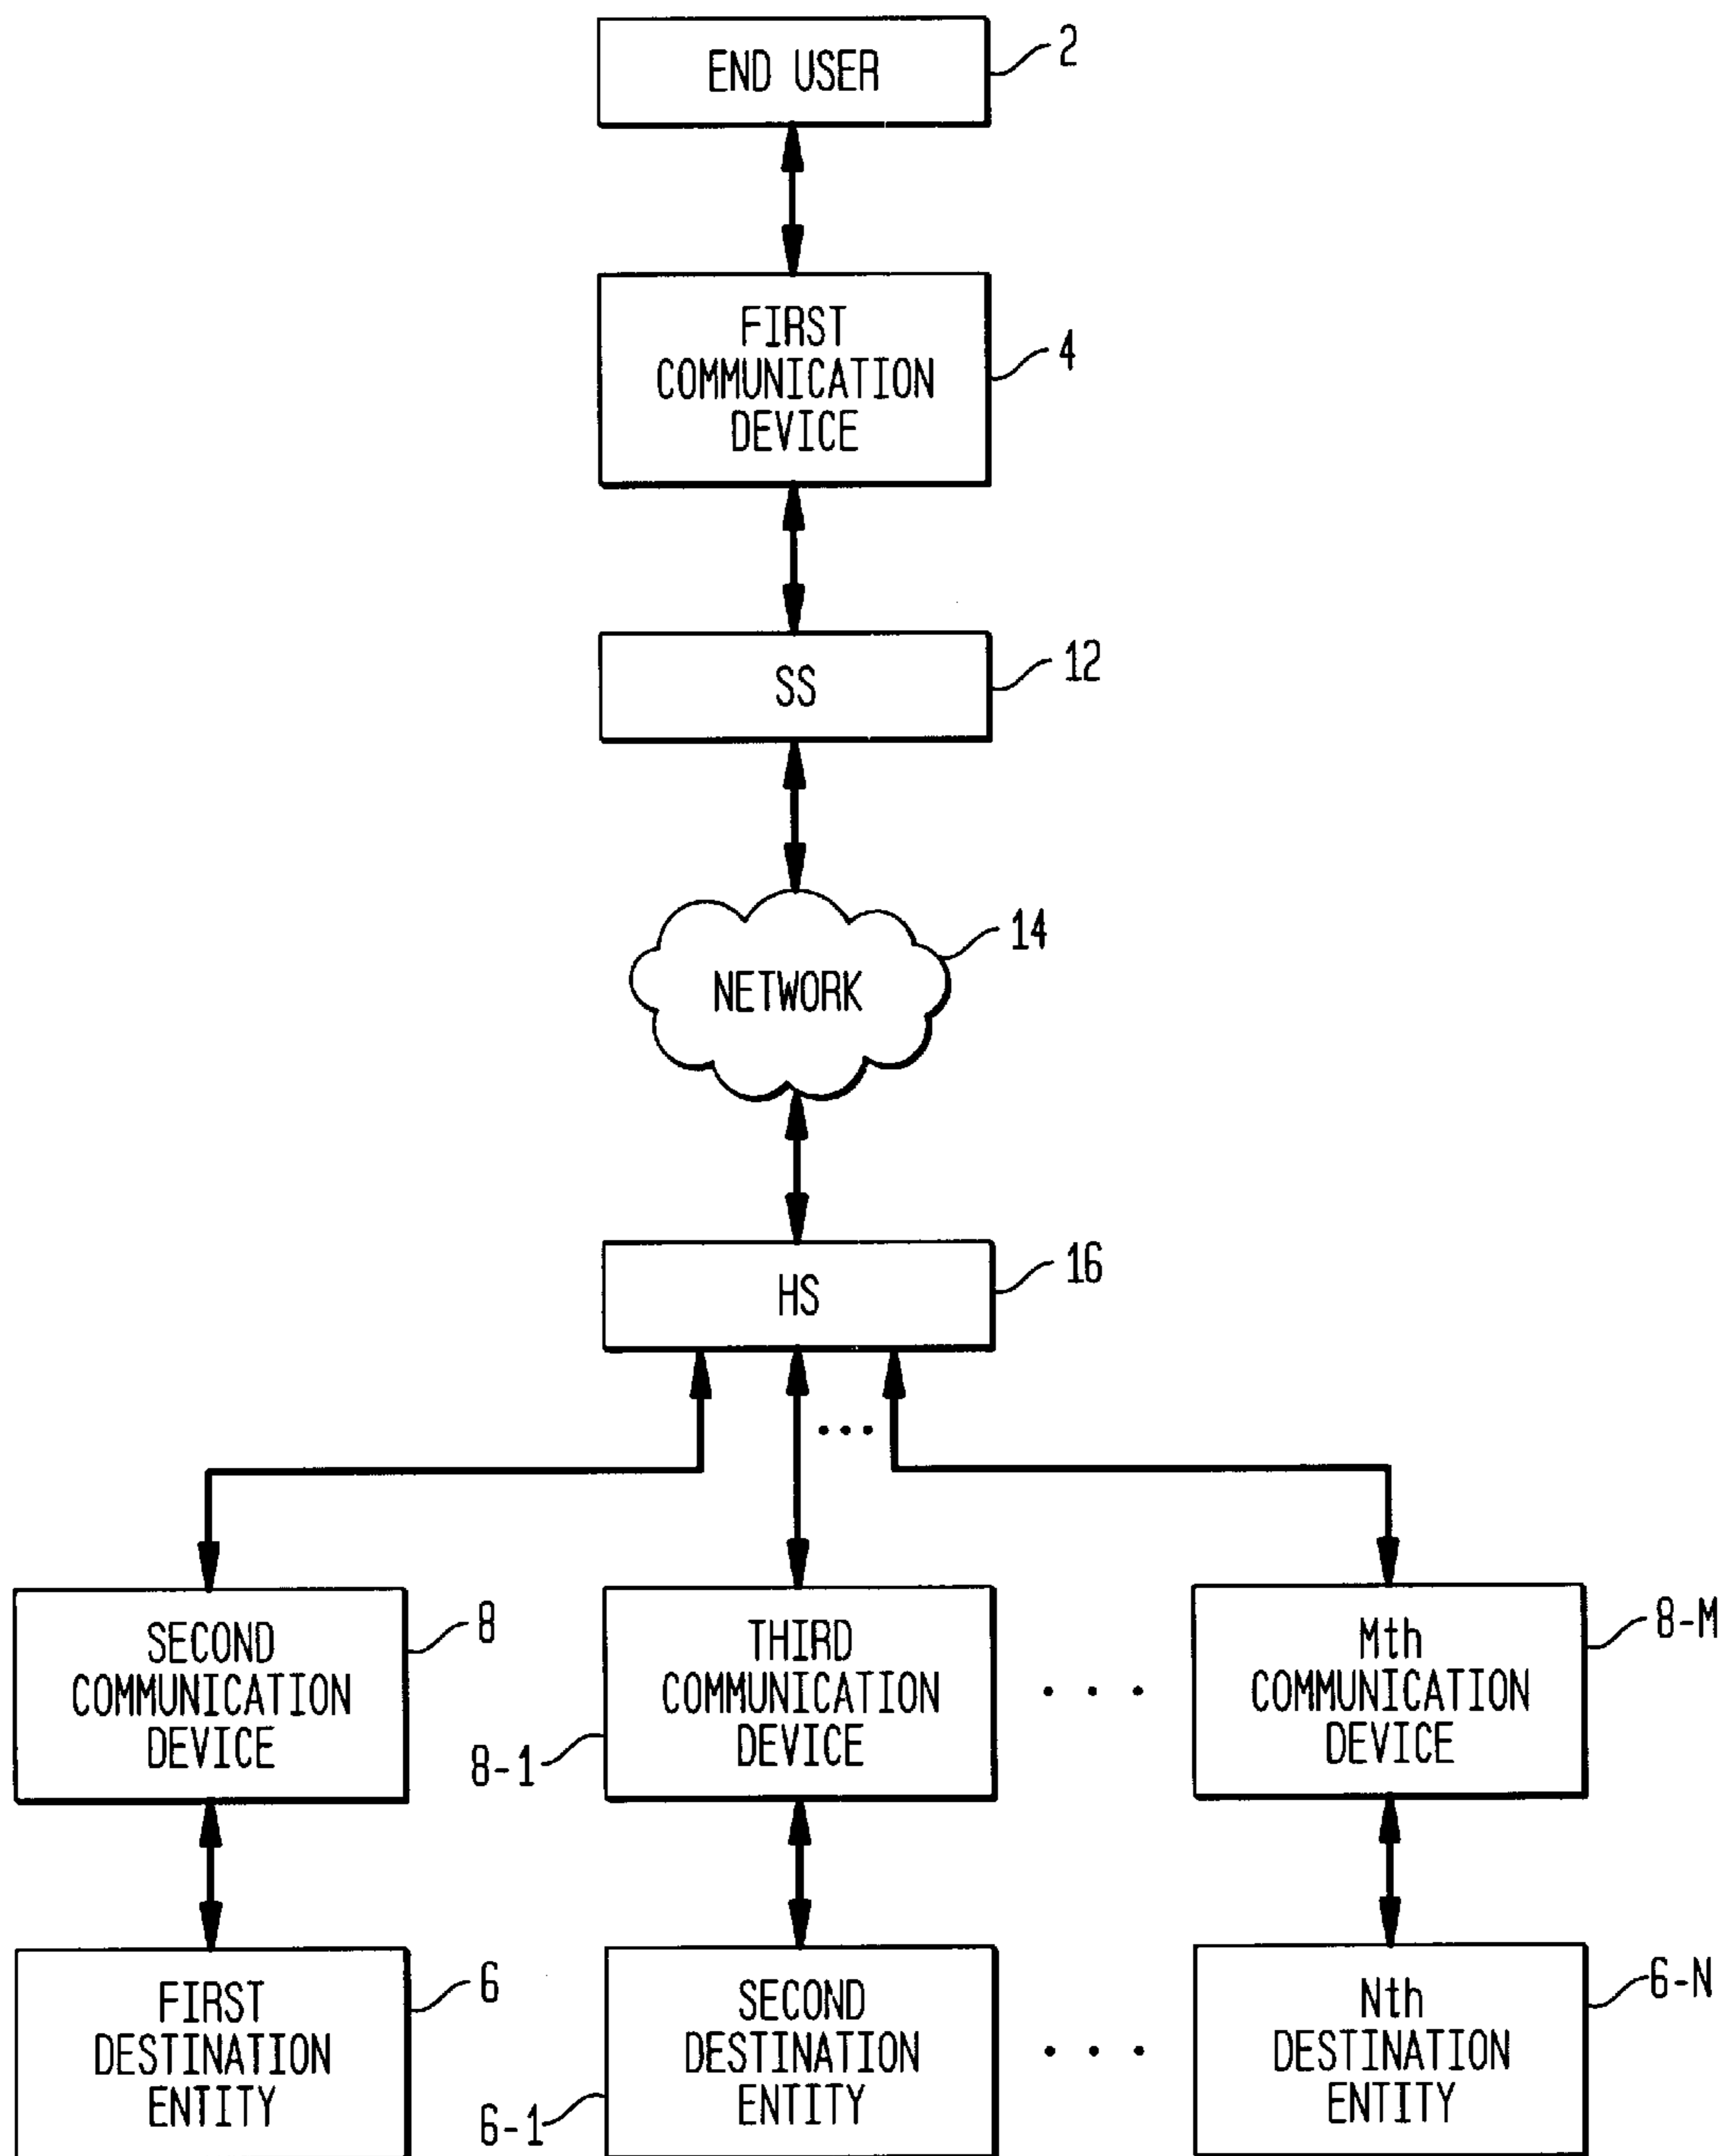 END USER
2
FIRST
COMMUNICATION
DEVICE
4
SS
12
NETWORK
14
HS
16
...
SECOND
COMMUNICATION
DEVICE
8
THIRD
COMMUNICATION
DEVICE
8-1
. . .
Mth
COMMUNICATION
DEVICE
8-M
FIRST
DESTINATION
ENTITY
6
SECOND
DESTINATION
ENTITY
6-1
. . .
Nth
DESTINATION
ENTITY
6-N